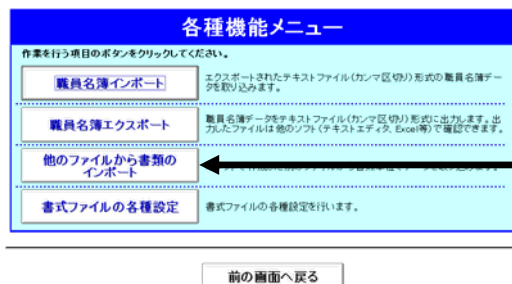 各種機能メニュー
作業を行う項目のボタンをクリックしてください。
職員名簿インポート
エクスポートされたテキストファイル(カンマ区切り)形式の職員名簿デー
タを取り込みます。
職員名簿エクスポート
職員名簿データをテキストファイル(カンマ区切り)形式に出力します。出
力したファイルは他のソフト(テキストエディタ、Excel等)で確認できます。
他のファイルから書類の
インポート
書式ファイルの各種設定
書式ファイルの各種設定を行います。
前の画面へ戻る